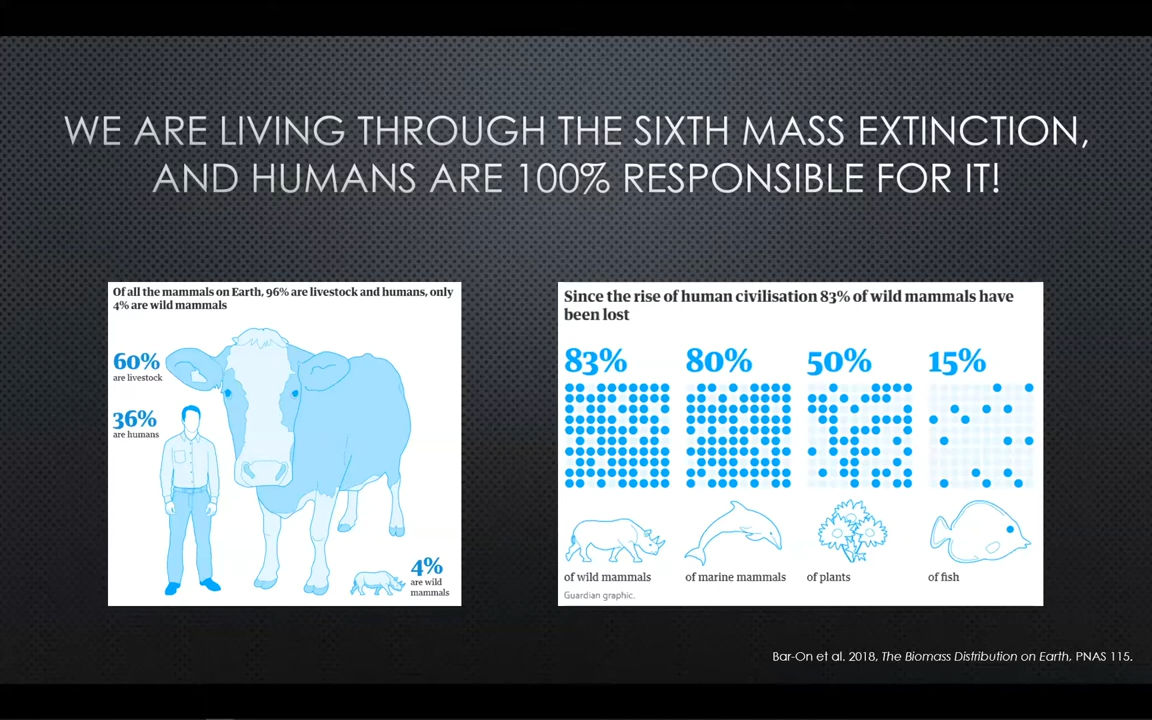 WE ARE LIVING THROUGH THE SIXTH MASS EXTINCTION,
AND HUMANS ARE 100% RESPONSIBLE FOR IT!
Of all the mammals on Earth, 96% are livestock and humans, only
4% are wild mammals
60%
are livestock
36%
are humans
4%
are wild
mammals
Since the rise of human civilisation 83% of wild mammals have
been lost
83% 80% 50% 15%
of wild mammals of marine mammals of plants of fish
Guardian graphic.
Bar-On et al. 2018, The Biomass Distribution on Earth, PNAS 115.